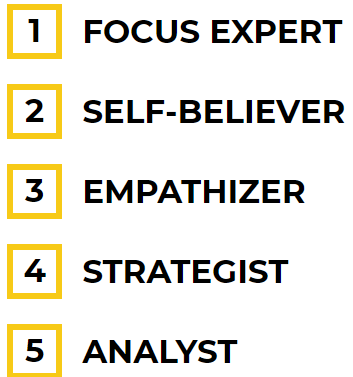 1 FOCUS EXPERT
2 SELF-BELIEVER
3 EMPATHIZER
4 STRATEGIST
5 ANALYST